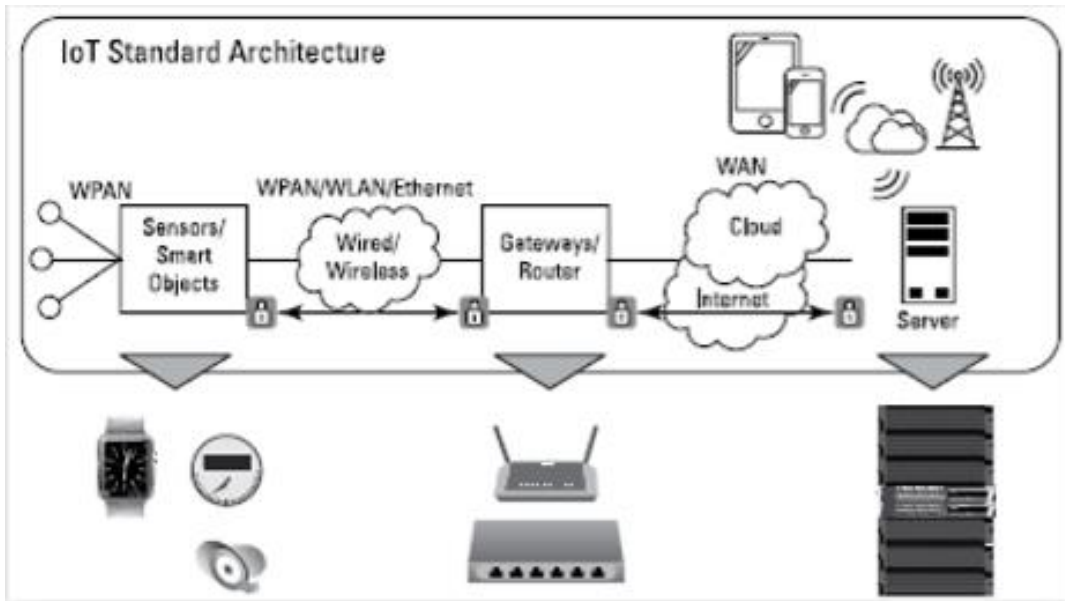 IoT Standard Architecture
WPAN
WPAN/WLAN/Ethernet
WAN
Sensors/
Smart
Objects
Wired/
Wireless
Gateways/
Router
Cloud
Internet
Server